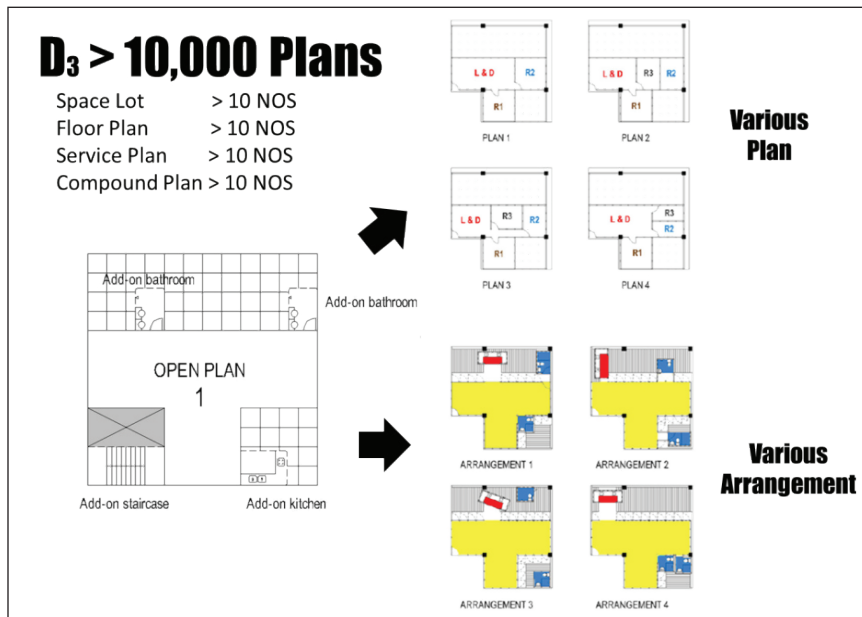 D₃ > 10,000 Plans
Space Lot > 10 NOS
Floor Plan > 10 NOS
Service Plan > 10 NOS
Compound Plan > 10 NOS
Add-on bathroom
Add-on bathroom
OPEN PLAN
1
Add-on staircase
Add-on kitchen
L & D
R2
R1
PLAN 1
L & D
R3
R2
R1
PLAN 2
L & D
R3
R2
R1
PLAN 3
L & D
R3
R2
R1
PLAN 4
Various
Plan
ARRANGEMENT 1
ARRANGEMENT 2
ARRANGEMENT 3
ARRANGEMENT 4
Various
Arrangement